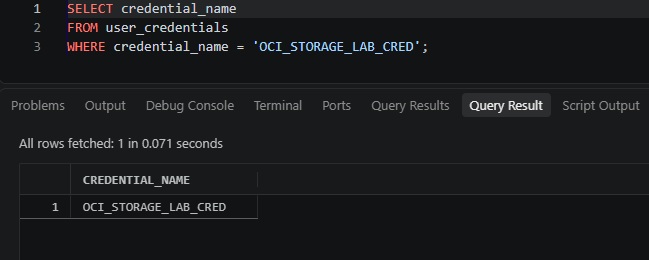 1 SELECT credential_name
2 FROM user_credentials
3 WHERE credential_name = 'OCI_STORAGE_LAB_CRED';
Problems Output Debug Console Terminal Ports Query Results Query Result Script Output
All rows fetched: 1 in 0.071 seconds
CREDENTIAL_NAME
1 OCI_STORAGE_LAB_CRED